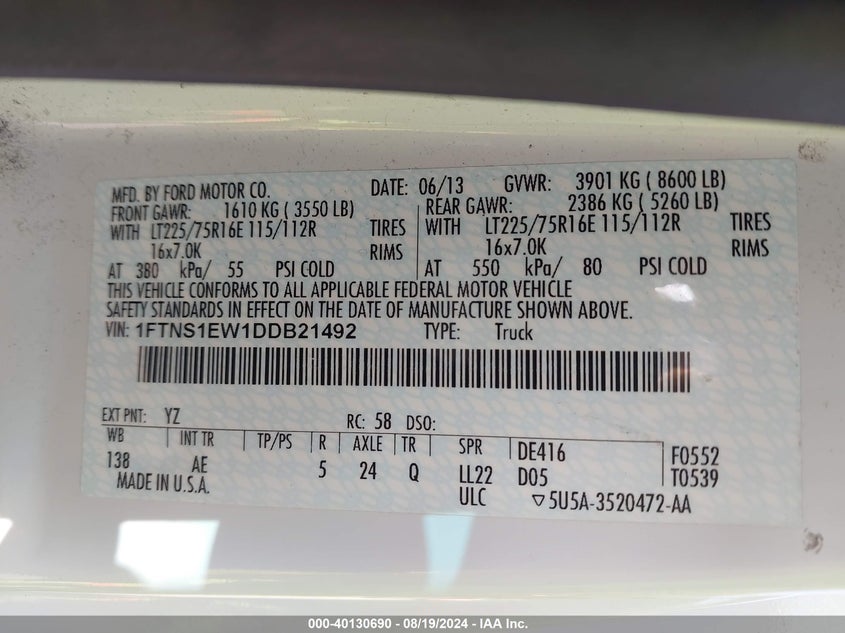 MFD. BY FORD MOTOR CO. DATE: 06/13 GVWR: 3901 KG ( 8600 LB)
FRONT GAWR: 1610 KG ( 3550 LB) REAR GAWR: 2386 KG ( 5260 LB)
WITH LT225/75R16E 115/112R TIRES WITH LT225/75R16E 115/112R TIRES
16x7.0K RIMS 16x7.0K RIMS
AT 380 kPa/ 55 PSI COLD AT 550 kPa/ 80 PSI COLD
THIS VEHICLE CONFORMS TO ALL APPLICABLE FEDERAL MOTOR VEHICLE
SAFETY STANDARDS IN EFFECT ON THE DATE OF MANUFACTURE SHOWN ABOVE.
VIN: 1FTNS1EW1DDB21492 TYPE: Truck
EXT PNT: YZ RC: 58 DSO:
WB INT TR TP/PS R AXLE TR SPR DE416 F0552
138 AE 5 24 Q LL22 D05 T0539
MADE IN U.S.A. ULC ▽5U5A-3520472-AA
000-40130690 - 08/19/2024 - IAA Inc.